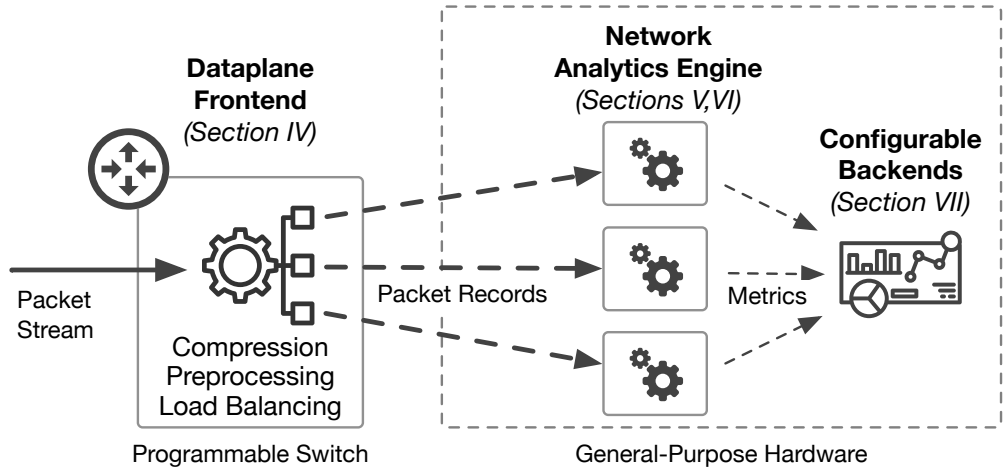 Dataplane
Frontend
(Section IV)
Network
Analytics Engine
(Sections V,VI)
Configurable
Backends
(Section VII)
Packet
Stream
Packet Records
Metrics
Compression
Preprocessing
Load Balancing
Programmable Switch
General-Purpose Hardware